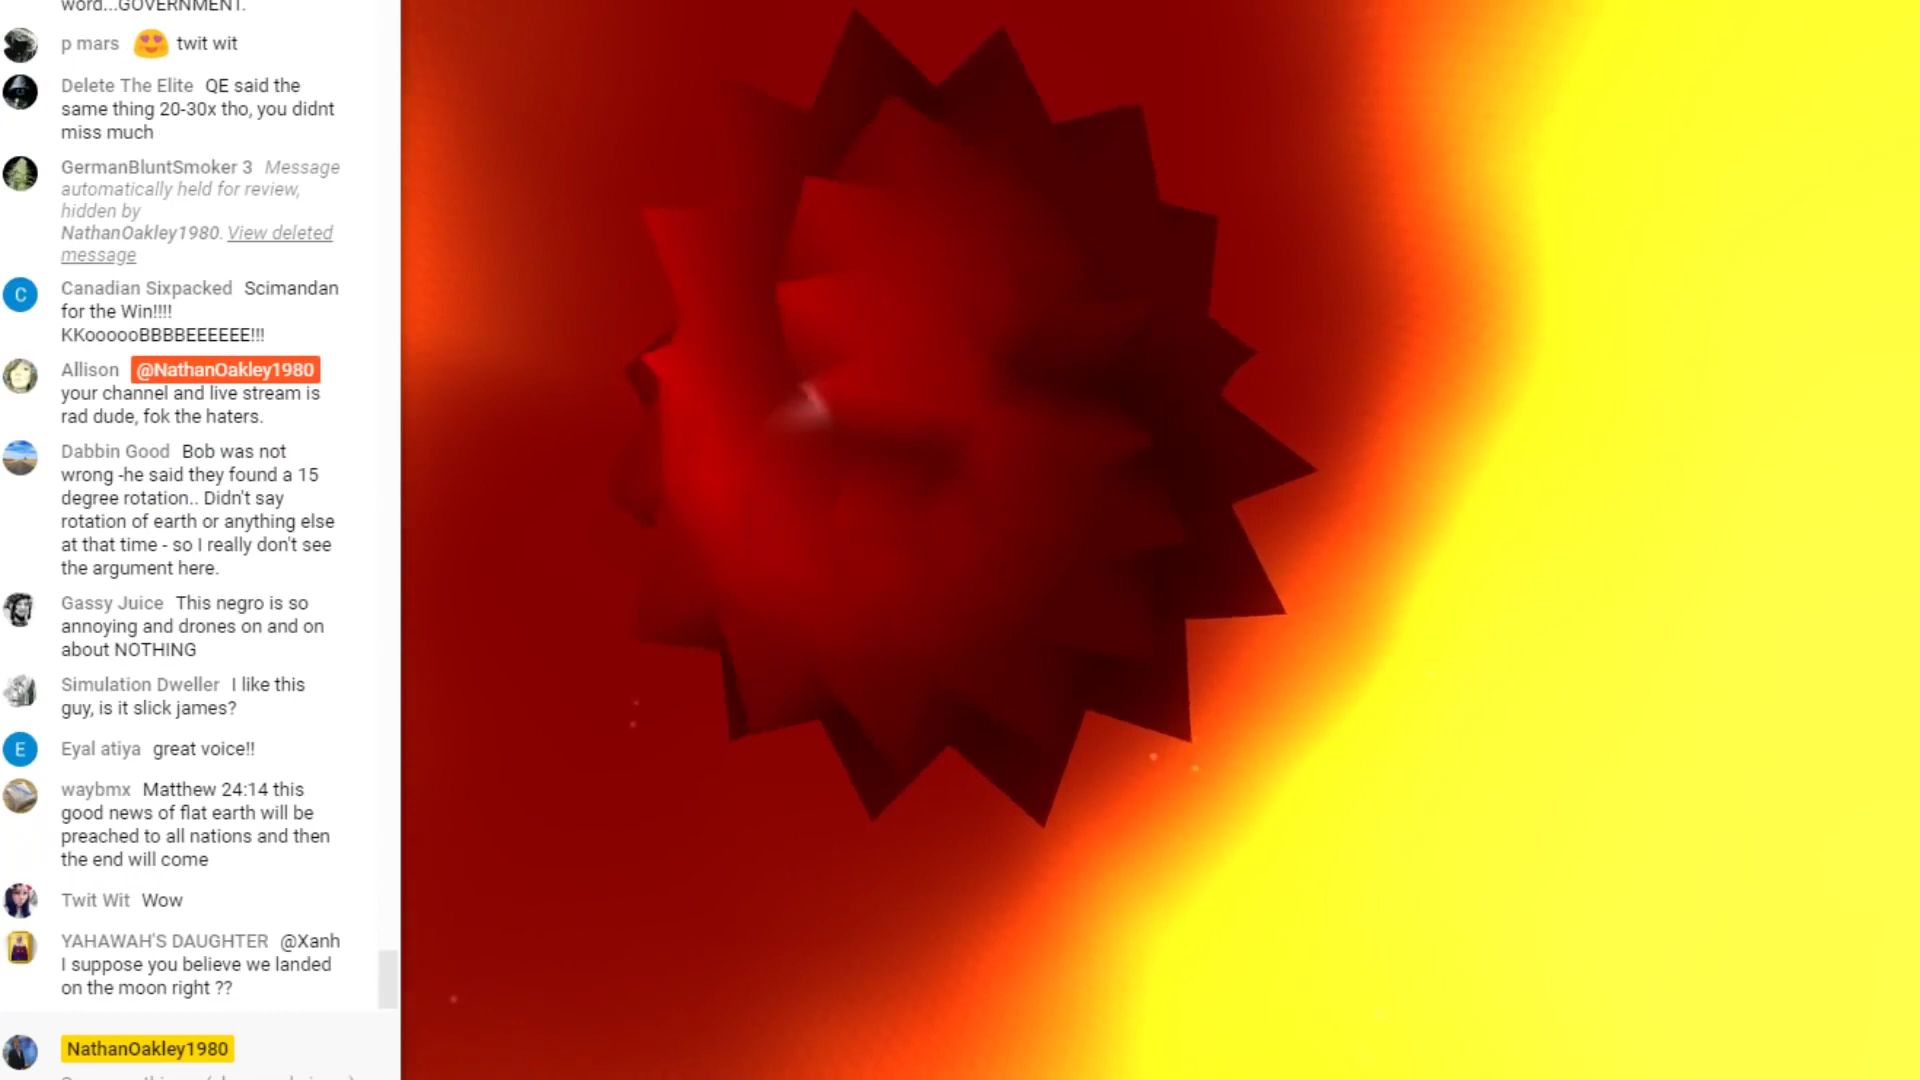 word...GOVERNMENT.
p mars twit wit
Delete The Elite QE said the
same thing 20-30x tho, you didnt
miss much
GermanBluntSmoker 3 Message
automatically held for review,
hidden by
NathanOakley1980. View deleted
message
C
Canadian Sixpacked Scimandan
for the Win!!!!
KKoooooBBBBEEEEEE!!!
Allison @NathanOakley1980
your channel and live stream is
rad dude, fok the haters.
Dabbin Good Bob was not
wrong -he said they found a 15
degree rotation.. Didn't say
rotation of earth or anything else
at that time - so I really don't see
the argument here.
Gassy Juice This negro is so
annoying and drones on and on
about NOTHING
Simulation Dweller I like this
guy, is it slick james?
E
Eyal atiya great voice!!
waybmx Matthew 24:14 this
good news of flat earth will be
preached to all nations and then
the end will come
Twit Wit Wow
YAHAWAH'S DAUGHTER @Xanh
I suppose you believe we landed
on the moon right ??
NathanOakley1980